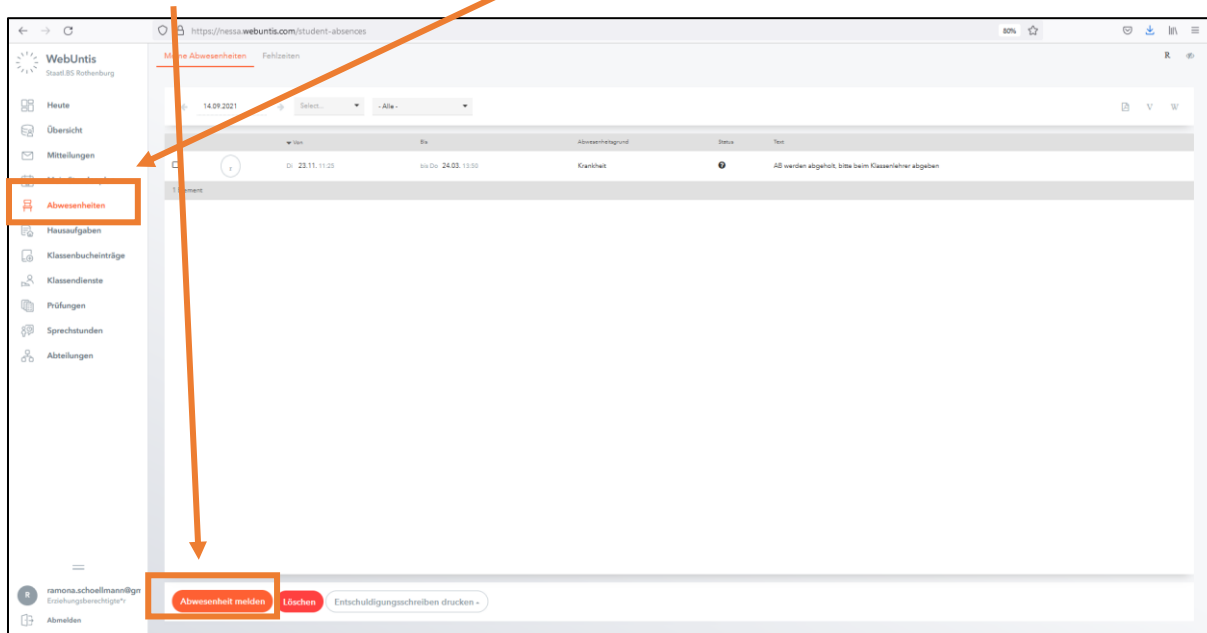 https://nessa.webuntis.com/student-absences
80%
WebUntis
Staatl.BS Rothenburg
Meine Abwesenheiten Fehlzeiten
R
Heute
14.09.2021 Select... - Alle -
V W
Übersicht
Von Bis Abwesenheitsgrund Status Text
Mitteilungen
r Di 23.11. 11:25 bis Do 24.03. 13:50 Krankheit AB werden abgeholt, bitte beim Klassenlehrer abgeben
1 Element
Abwesenheiten
Hausaufgaben
Klassenbucheinträge
Klassendienste
Prüfungen
Sprechstunden
Abteilungen
R ramona.schoellmann@gm
Erziehungsberechtigte*r
Abmelden
Abwesenheit melden Löschen Entschuldigungsschreiben drucken